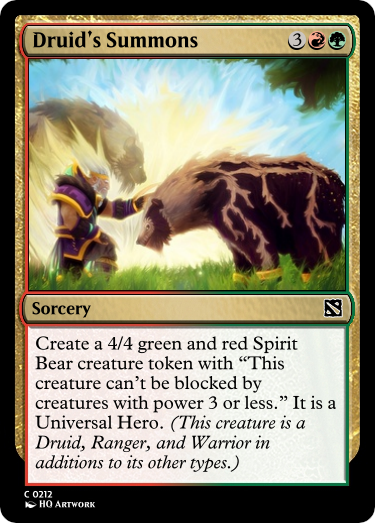 Druid's Summons 3
Sorcery
Create a 4/4 green and red Spirit
Bear creature token with “This
creature can't be blocked by
creatures with power 3 or less.” It is a
Universal Hero. (This creature is a
Druid, Ranger, and Warrior in
additions to its other types.)
C 0212
HQ Artwork